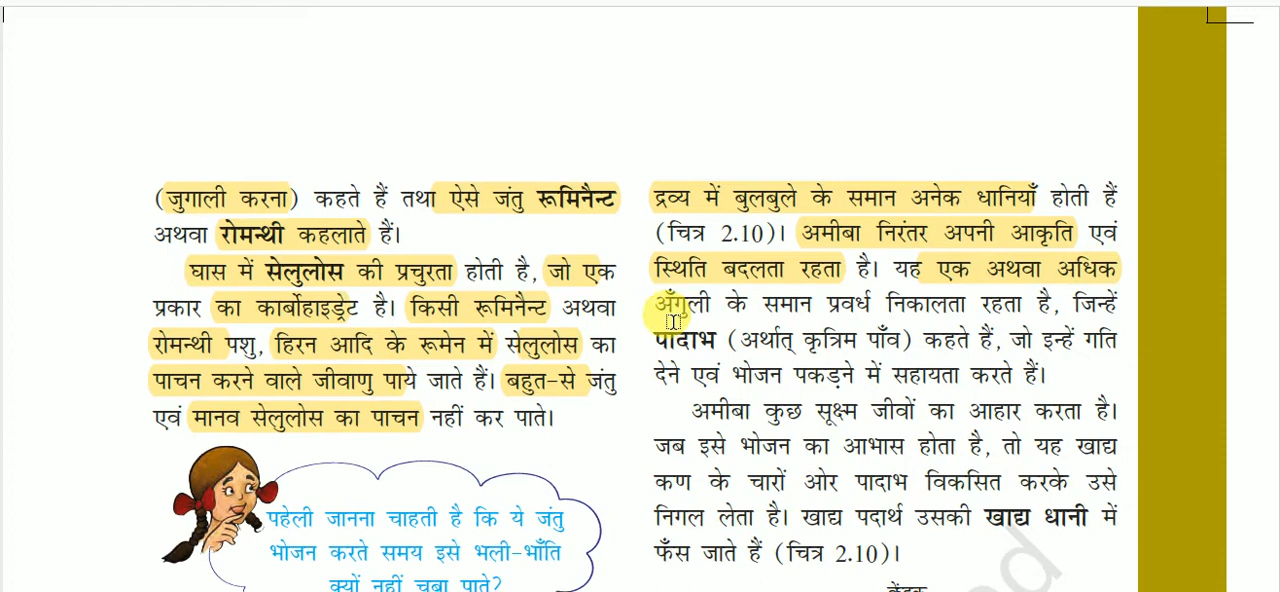 (जुगाली करना) कहते हैं तथा ऐसे जंतु रूमिनैन्ट
अथवा रोमन्थी कहलाते हैं।
घास में सेलुलोस की प्रचुरता होती है, जो एक
प्रकार का कार्बोहाइड्रेट है। किसी रूमिनैन्ट अथवा
रोमन्थी पशु, हिरन आदि के रूमेन में सेलुलोस का
पाचन करने वाले जीवाणु पाये जाते हैं। बहुत-से जंतु
एवं मानव सेलुलोस का पाचन नहीं कर पाते।
पहेली जानना चाहती है कि ये जंतु
भोजन करते समय इसे भली-भाँति
क्यों नहीं चबा पाते?
द्रव्य में बुलबुले के समान अनेक धानियाँ होती हैं
(चित्र 2.10)। अमीबा निरंतर अपनी आकृति एवं
स्थिति बदलता रहता है। यह एक अथवा अधिक
अँगुली के समान प्रवर्ध निकालता रहता है, जिन्हें
पादाभ (अर्थात् कृत्रिम पाँव) कहते हैं, जो इन्हें गति
देने एवं भोजन पकड़ने में सहायता करते हैं।
अमीबा कुछ सूक्ष्म जीवों का आहार करता है।
जब इसे भोजन का आभास होता है, तो यह खाद्य
कण के चारों ओर पादाभ विकसित करके उसे
निगल लेता है। खाद्य पदार्थ उसकी खाद्य धानी में
फँस जाते हैं (चित्र 2.10)।